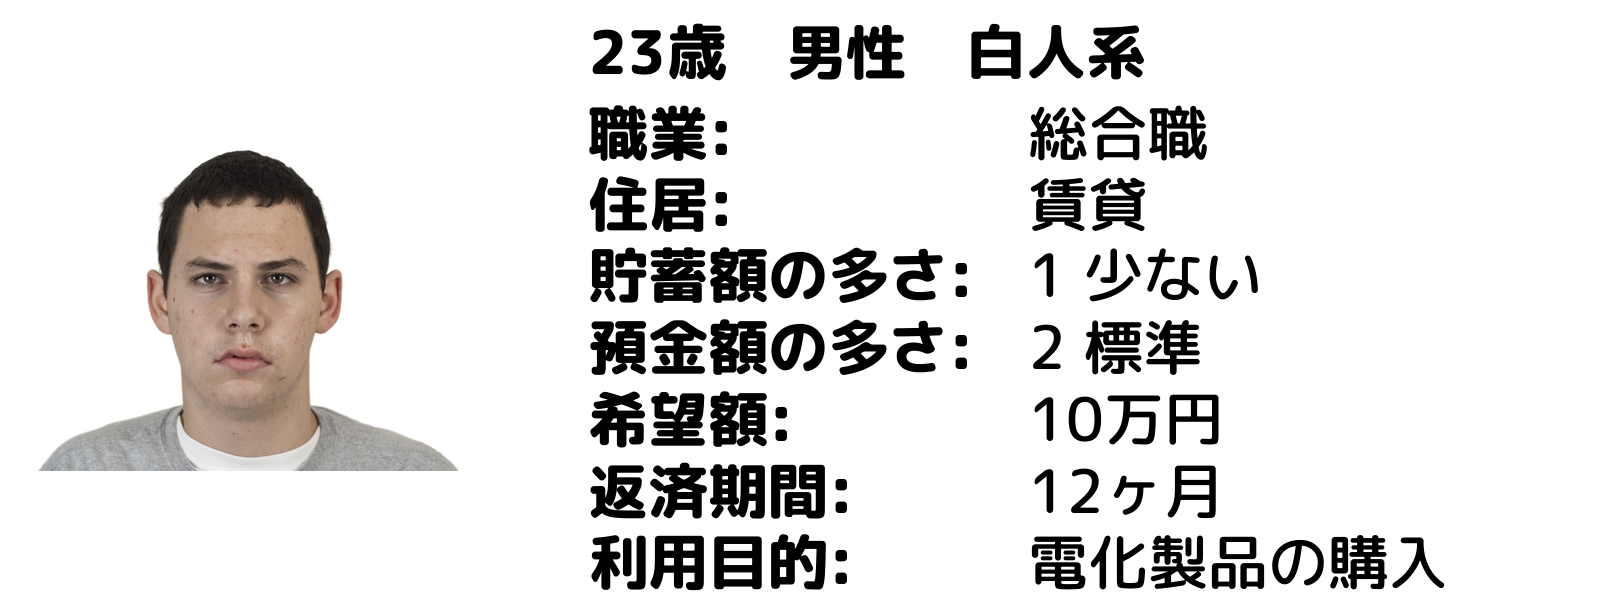 23歳　男性　白人系
職業: 総合職
住居: 賃貸
貯蓄額の多さ: 1 少ない
預金額の多さ: 2 標準
希望額: 10万円
返済期間: 12ヶ月
利用目的: 電化製品の購入